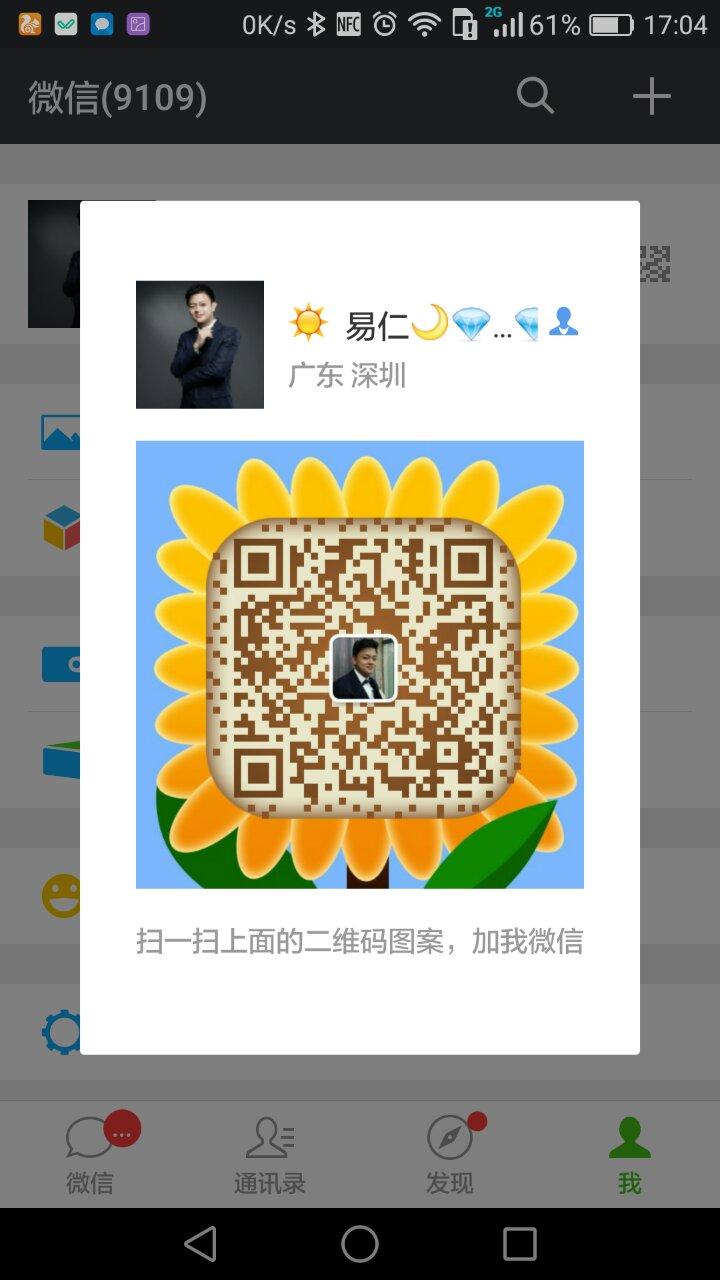 0K/s NFC 2G 61% 17:04
微信(9109)
易仁 ...
广东 深圳
扫一扫上面的二维码图案，加我微信
微信 通讯录 发现 我